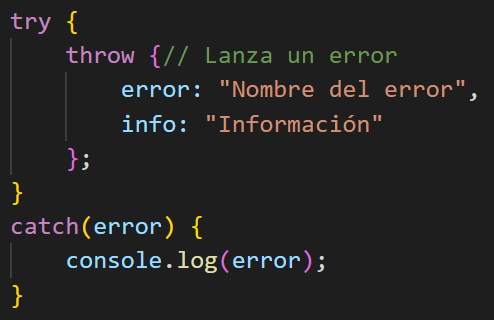 try {
    throw {// Lanza un error
        error: "Nombre del error",
        info: "Información"
    };
}
catch(error) {
    console.log(error);
}